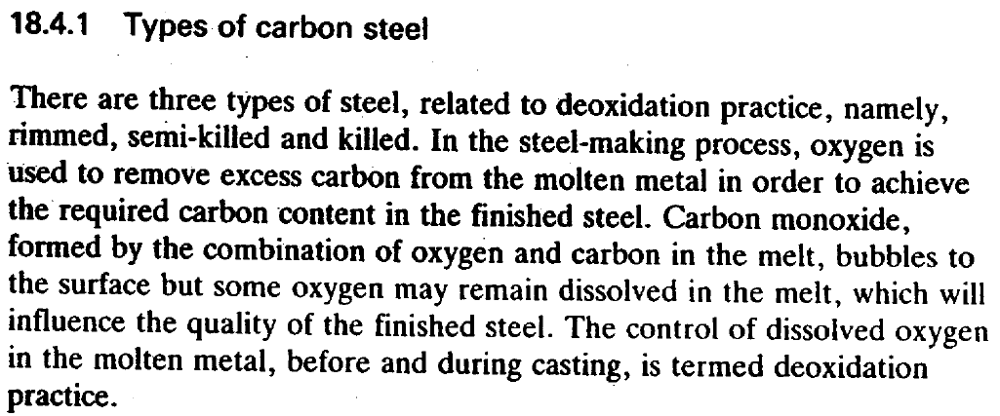 18.4.1 Types of carbon steel
There are three types of steel, related to deoxidation practice, namely,
rimmed, semi-killed and killed. In the steel-making process, oxygen is
used to remove excess carbon from the molten metal in order to achieve
the required carbon content in the finished steel. Carbon monoxide,
formed by the combination of oxygen and carbon in the melt, bubbles to
the surface but some oxygen may remain dissolved in the melt, which will
influence the quality of the finished steel. The control of dissolved oxygen
in the molten metal, before and during casting, is termed deoxidation
practice.